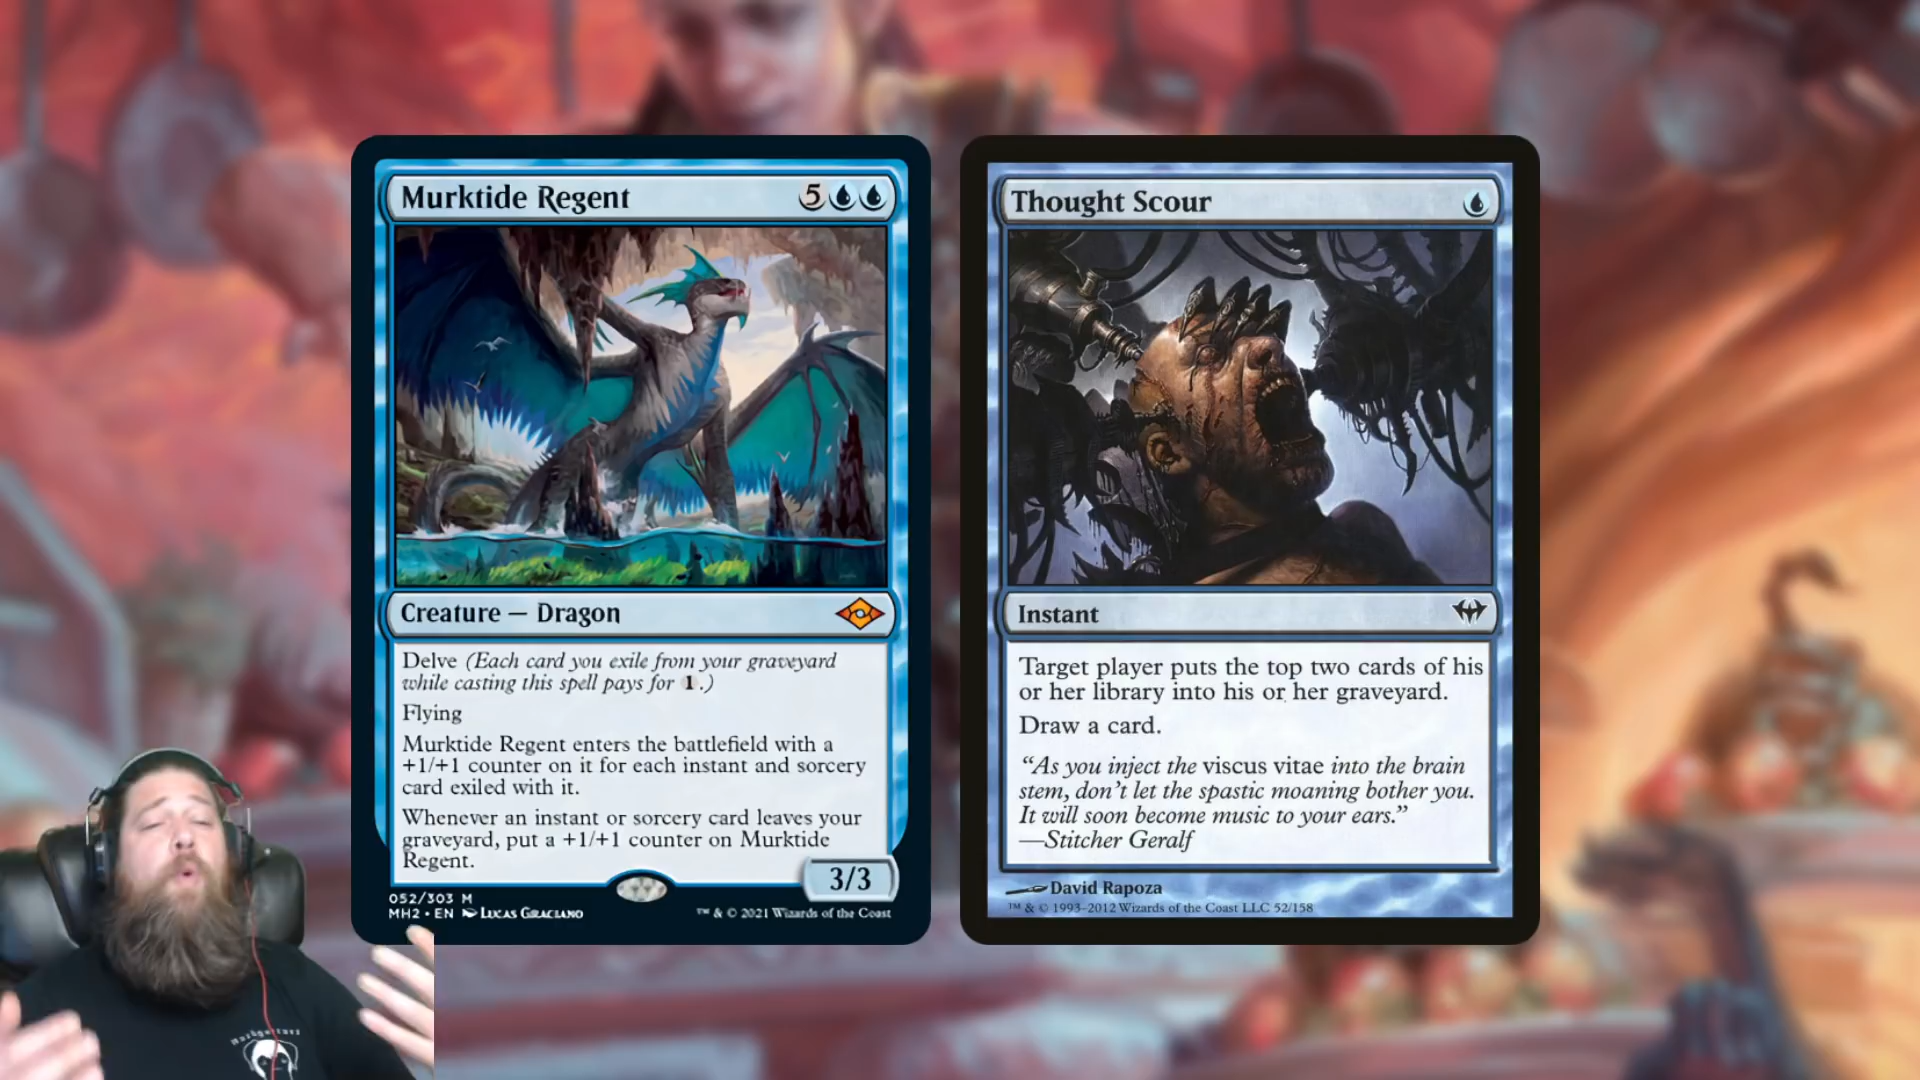 Murktide Regent 5
Creature — Dragon
Delve (Each card you exile from your graveyard
while casting this spell pays for 1.)
Flying
Murktide Regent enters the battlefield with a
+1/+1 counter on it for each instant and sorcery
card exiled with it.
Whenever an instant or sorcery card leaves your
graveyard, put a +1/+1 counter on Murktide
Regent.
3/3
052/303 M
MH2 • EN Lucas Graciano
™ & © 2021 Wizards of the Coast
Thought Scour
Instant
Target player puts the top two cards of his
or her library into his or her graveyard.
Draw a card.
“As you inject the viscus vitae into the brain
stem, don’t let the spastic moaning bother you.
It will soon become music to your ears.”
—Stitcher Geralf
David Rapoza
™ & © 1993–2012 Wizards of the Coast LLC 52/158